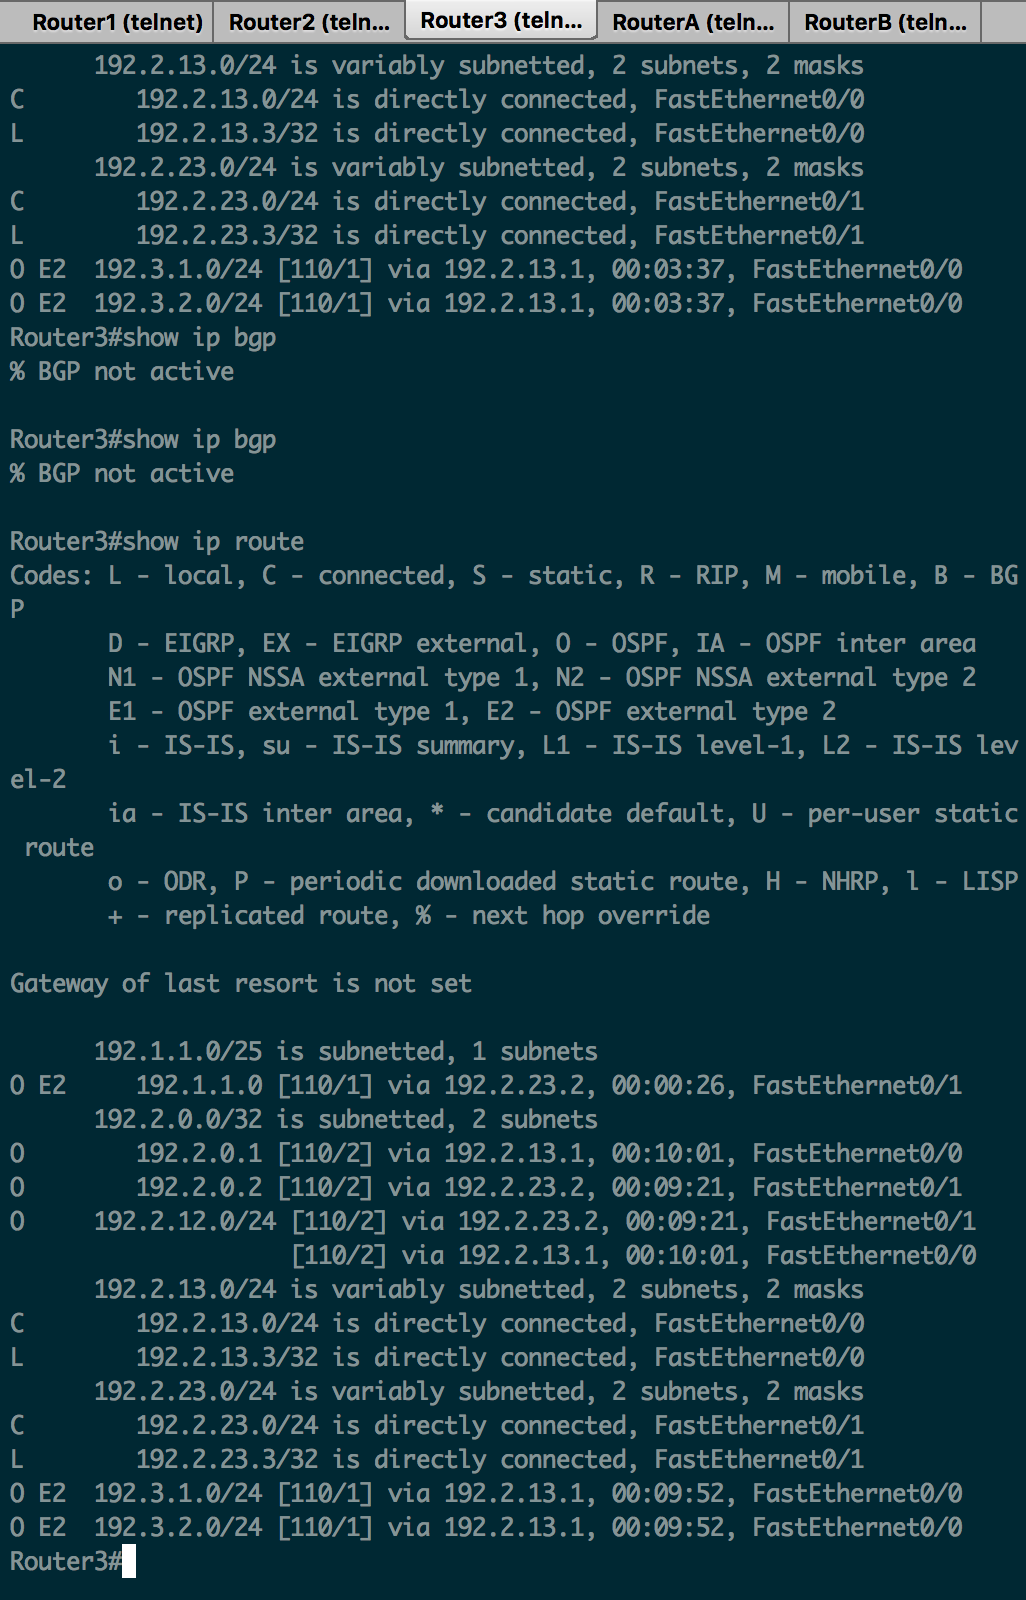 Router1 (telnet) Router2 (teln... Router3 (teln... RouterA (teln... RouterB (teln...
      192.2.13.0/24 is variably subnetted, 2 subnets, 2 masks
C        192.2.13.0/24 is directly connected, FastEthernet0/0
L        192.2.13.3/32 is directly connected, FastEthernet0/0
      192.2.23.0/24 is variably subnetted, 2 subnets, 2 masks
C        192.2.23.0/24 is directly connected, FastEthernet0/1
L        192.2.23.3/32 is directly connected, FastEthernet0/1
O E2  192.3.1.0/24 [110/1] via 192.2.13.1, 00:03:37, FastEthernet0/0
O E2  192.3.2.0/24 [110/1] via 192.2.13.1, 00:03:37, FastEthernet0/0
Router3#show ip bgp
% BGP not active

Router3#show ip bgp
% BGP not active

Router3#show ip route
Codes: L - local, C - connected, S - static, R - RIP, M - mobile, B - BG
P
       D - EIGRP, EX - EIGRP external, O - OSPF, IA - OSPF inter area
       N1 - OSPF NSSA external type 1, N2 - OSPF NSSA external type 2
       E1 - OSPF external type 1, E2 - OSPF external type 2
       i - IS-IS, su - IS-IS summary, L1 - IS-IS level-1, L2 - IS-IS lev
el-2
       ia - IS-IS inter area, * - candidate default, U - per-user static
 route
       o - ODR, P - periodic downloaded static route, H - NHRP, l - LISP
       + - replicated route, % - next hop override

Gateway of last resort is not set

      192.1.1.0/25 is subnetted, 1 subnets
O E2     192.1.1.0 [110/1] via 192.2.23.2, 00:00:26, FastEthernet0/1
      192.2.0.0/32 is subnetted, 2 subnets
O        192.2.0.1 [110/2] via 192.2.13.1, 00:10:01, FastEthernet0/0
O        192.2.0.2 [110/2] via 192.2.23.2, 00:09:21, FastEthernet0/1
O     192.2.12.0/24 [110/2] via 192.2.23.2, 00:09:21, FastEthernet0/1
                    [110/2] via 192.2.13.1, 00:10:01, FastEthernet0/0
      192.2.13.0/24 is variably subnetted, 2 subnets, 2 masks
C        192.2.13.0/24 is directly connected, FastEthernet0/0
L        192.2.13.3/32 is directly connected, FastEthernet0/0
      192.2.23.0/24 is variably subnetted, 2 subnets, 2 masks
C        192.2.23.0/24 is directly connected, FastEthernet0/1
L        192.2.23.3/32 is directly connected, FastEthernet0/1
O E2  192.3.1.0/24 [110/1] via 192.2.13.1, 00:09:52, FastEthernet0/0
O E2  192.3.2.0/24 [110/1] via 192.2.13.1, 00:09:52, FastEthernet0/0
Router3#